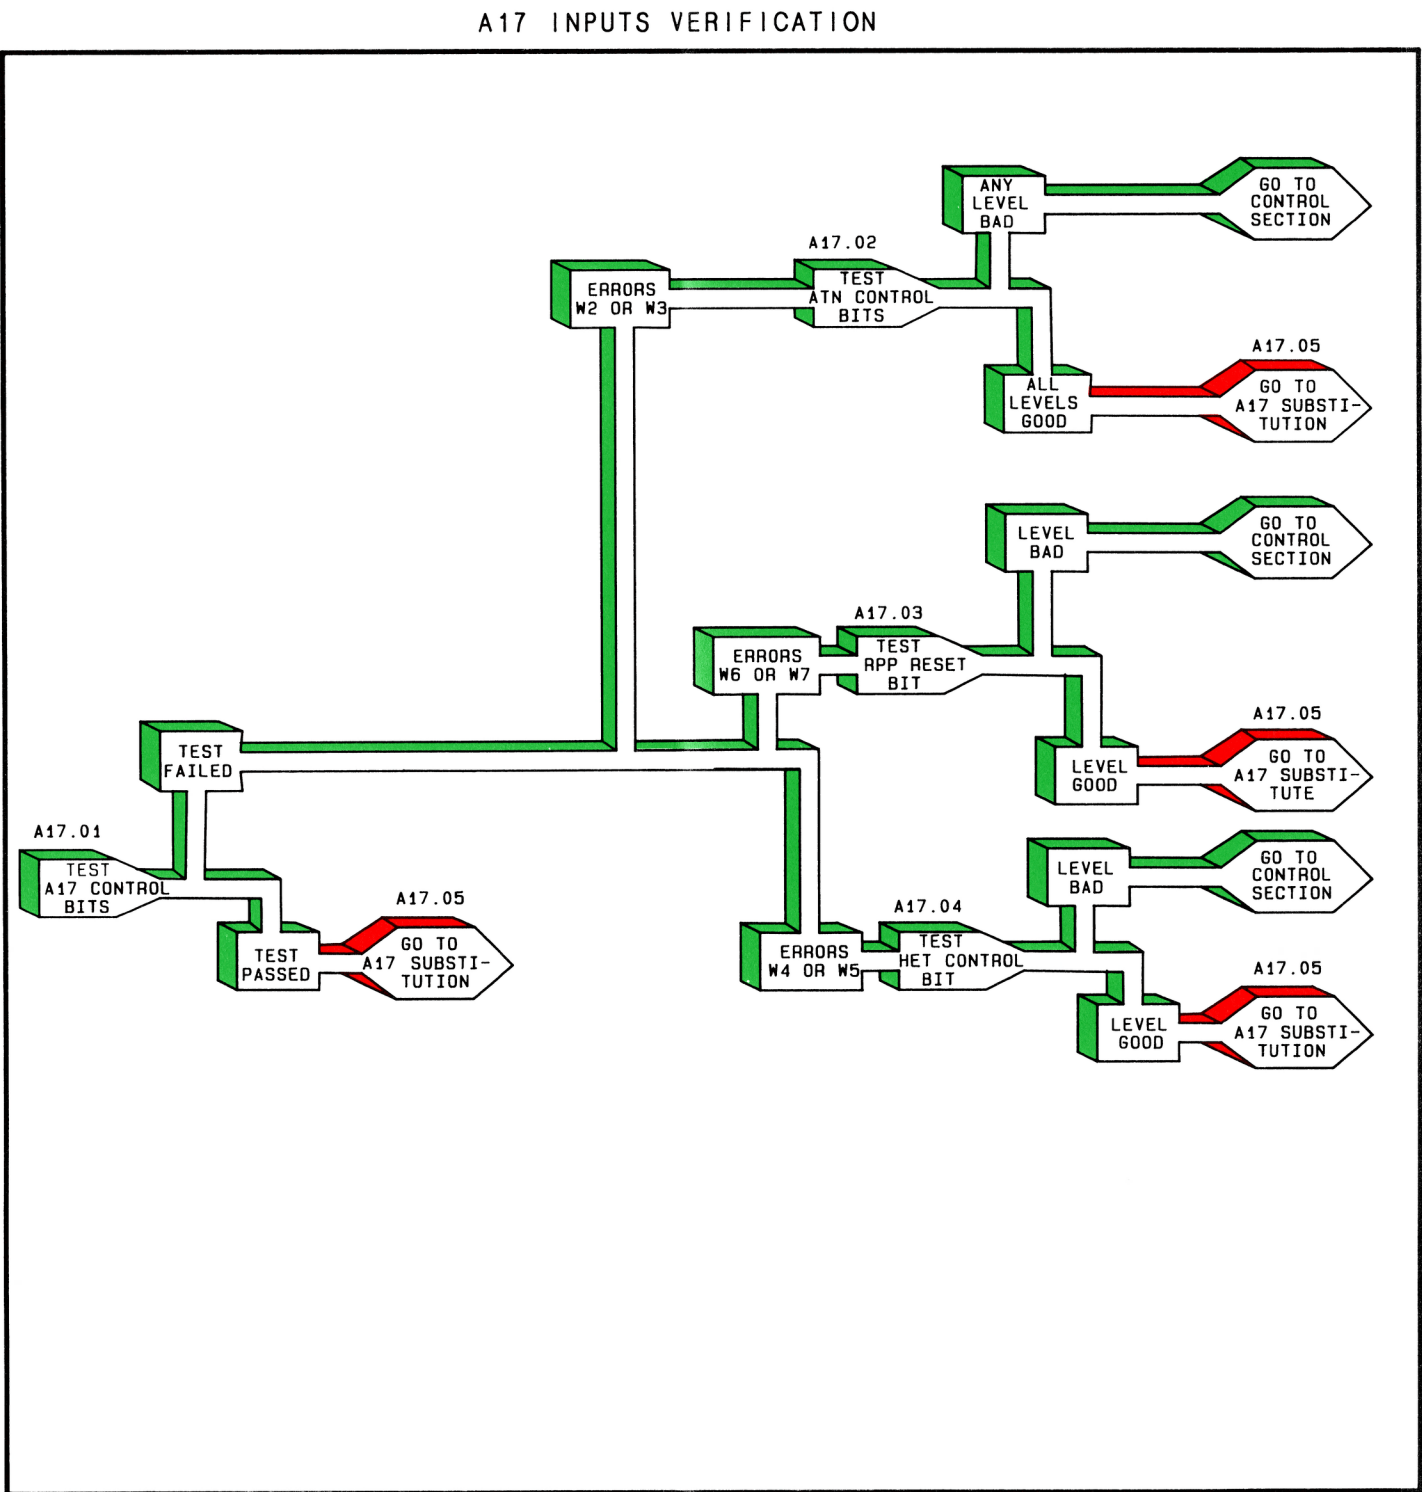 A17 INPUTS VERIFICATION
ANY
LEVEL
BAD
GO TO
CONTROL
SECTION
A17.02
TEST
ATN CONTROL
BITS
ERRORS
W2 OR W3
A17.05
ALL
LEVELS
GOOD
GO TO
A17 SUBSTI-
TUTION
LEVEL
BAD
GO TO
CONTROL
SECTION
A17.03
ERRORS
W6 OR W7
TEST
RPP RESET
BIT
A17.05
LEVEL
GOOD
GO TO
A17 SUBSTI-
TUTE
TEST
FAILED
A17.01
TEST
A17 CONTROL
BITS
LEVEL
BAD
GO TO
CONTROL
SECTION
A17.05
TEST
PASSED
GO TO
A17 SUBSTI-
TUTION
A17.04
ERRORS
W4 OR W5
TEST
HET CONTROL
BIT
A17.05
LEVEL
GOOD
GO TO
A17 SUBSTI-
TUTION